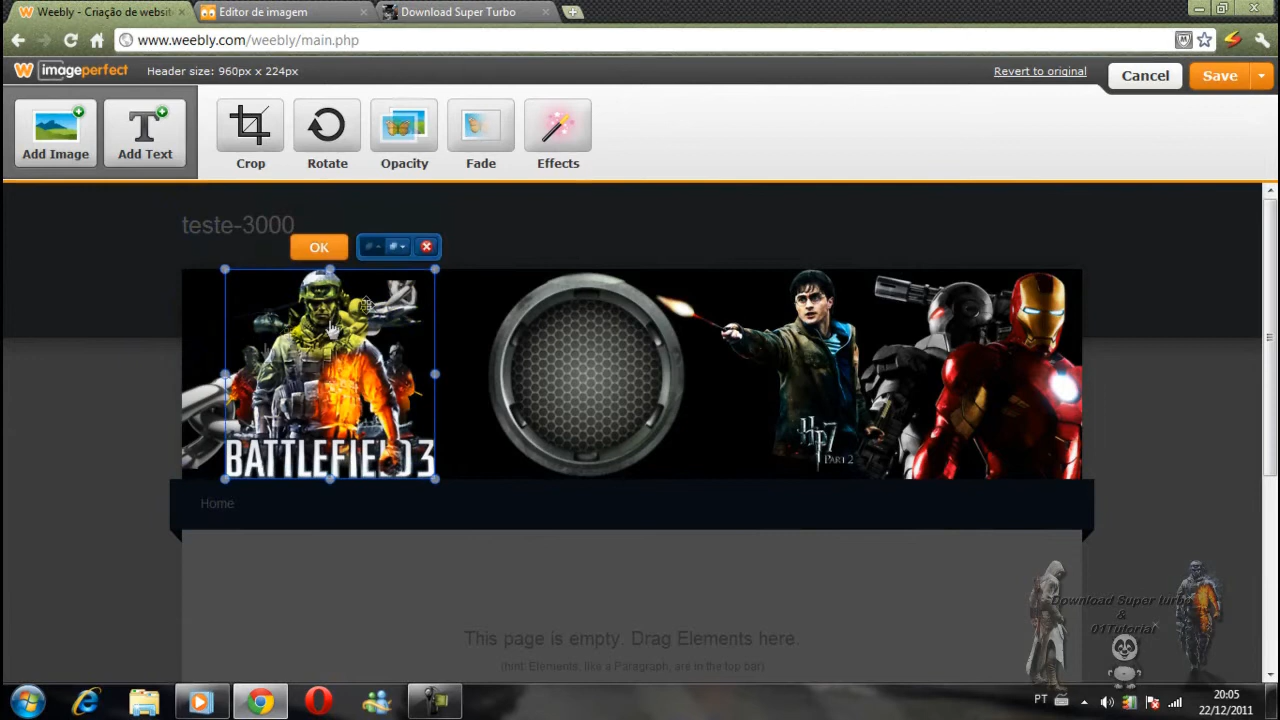 Weebly - Criação de websit
Editor de imagem
Download Super Turbo
www.weebly.com/weebly/main.php
imageperfect
Header size: 960px x 224px
Revert to original
Cancel
Save
Add Image
Add Text
Crop
Rotate
Opacity
Fade
Effects
teste-3000
OK
BATTLEFIELD 3
PART 2
Home
This page is empty. Drag Elements here.
(hint: Elements, like a Paragraph, are in the top bar)
Download Super turbo
&
01Tutorial
PT
20:05
22/12/2011